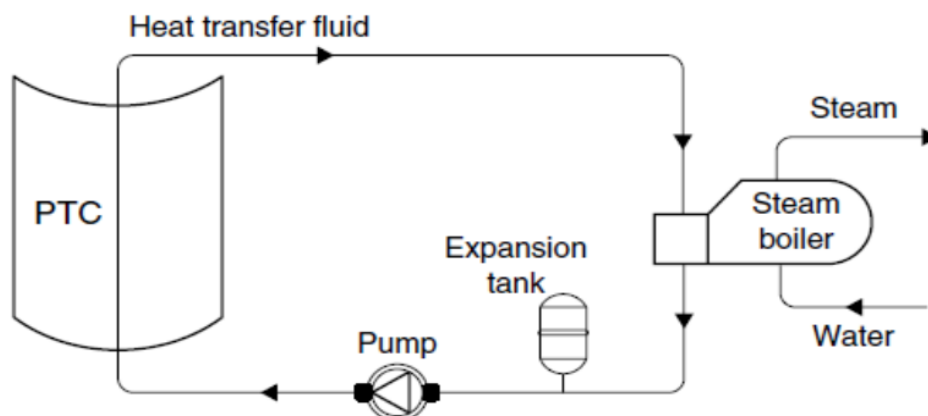 Heat transfer fluid
Steam
PTC
Steam
boiler
Expansion
tank
Pump
Water